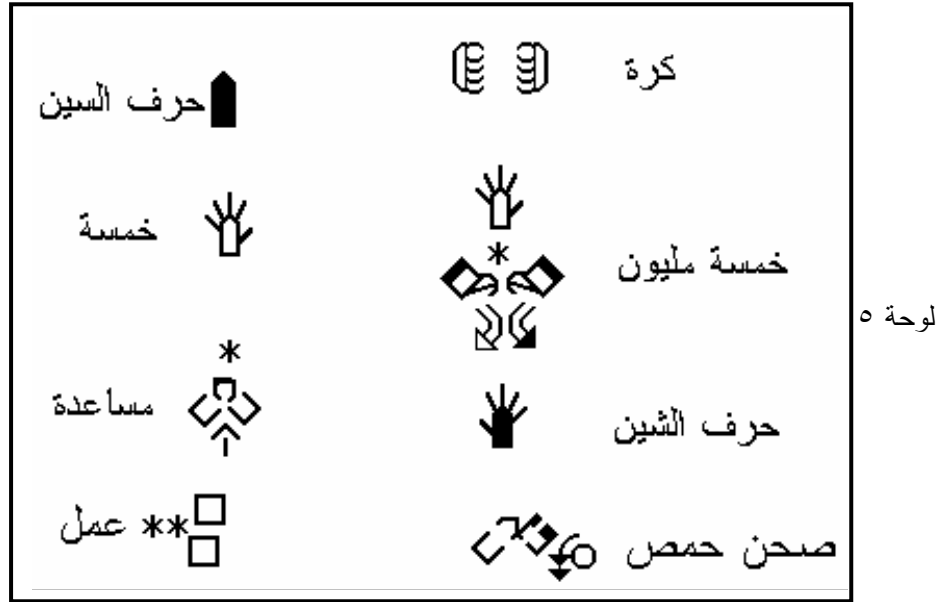 كرة
حرف السين
خمسة
خمسة مليون
لوحة ٥
مساعدة
حرف الشين
** عمل
صحن حمص